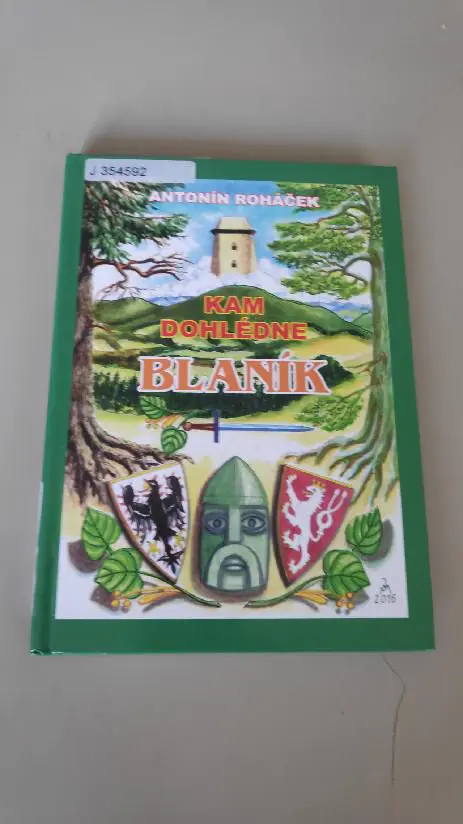 J 354592
ANTONÍN ROHÁČEK
KAM
DOHLÉDNE
BLANÍK
2016